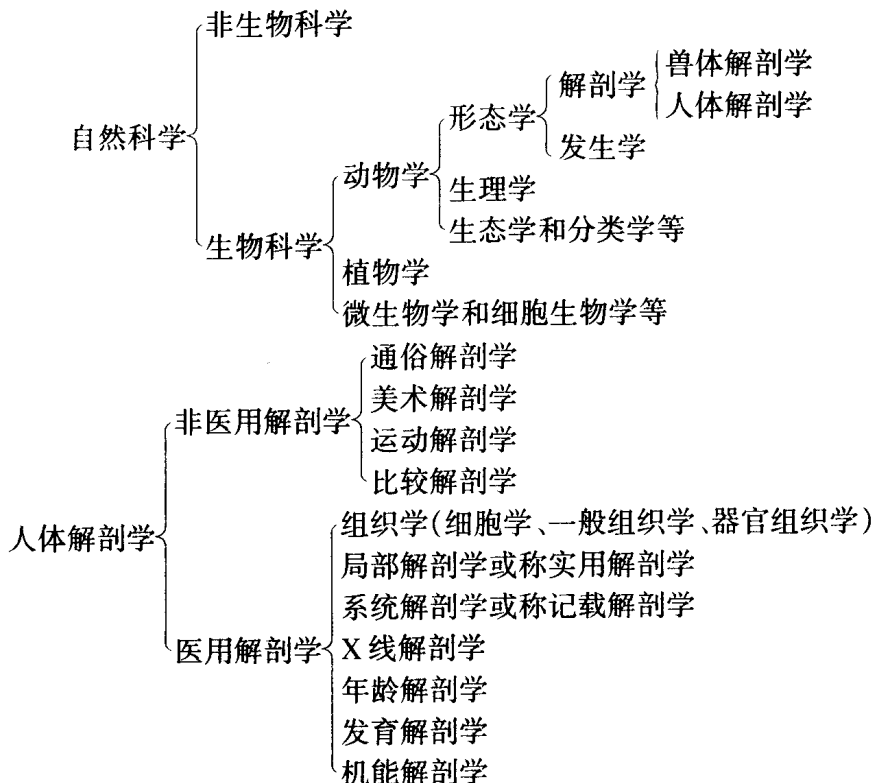 非生物科学
兽体解剖学
解剖学
人体解剖学
形态学
自然科学
发生学
动物学
生理学
生态学和分类学等
生物科学
植物学
微生物学和细胞生物学等
通俗解剖学
美术解剖学
非医用解剖学
运动解剖学
比较解剖学
组织学(细胞学、一般组织学、器官组织学)
人体解剖学
局部解剖学或称实用解剖学
系统解剖学或称记载解剖学
医用解剖学
X线解剖学
年龄解剖学
发育解剖学
机能解剖学